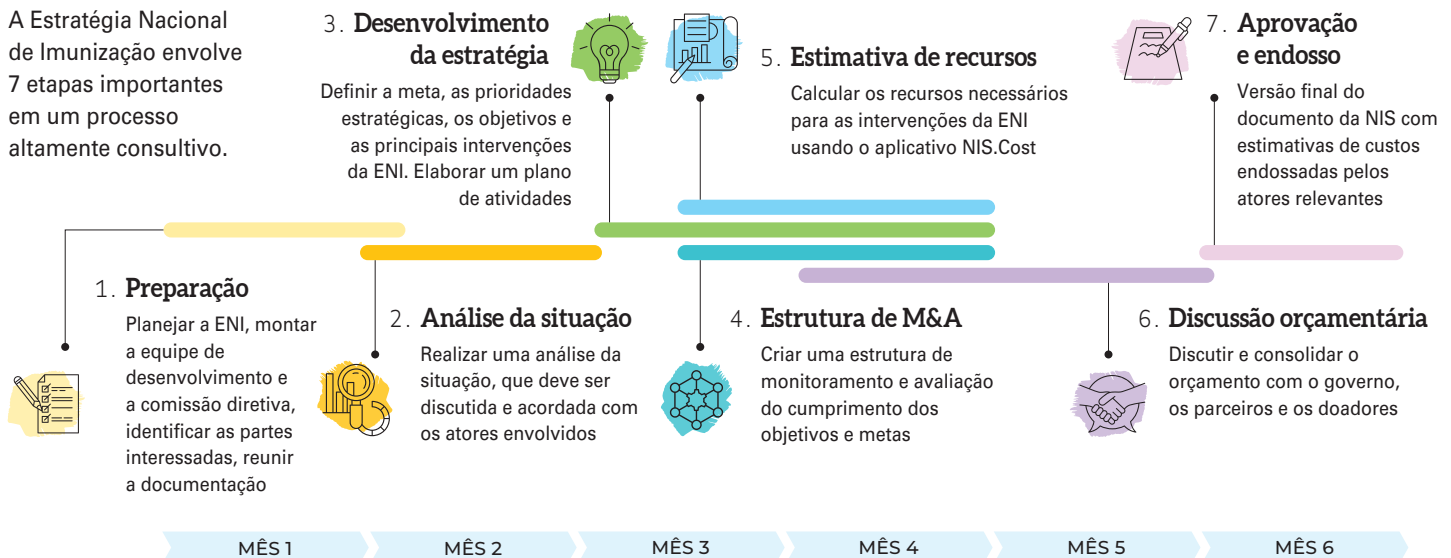 A Estratégia Nacional
de Imunização envolve
7 etapas importantes
em um processo
altamente consultivo.
3. Desenvolvimento
da estratégia
Definir a meta, as prioridades
estratégicas, os objetivos e
as principais intervenções
da ENI. Elaborar um plano
de atividades
5. Estimativa de recursos
Calcular os recursos necessários
para as intervenções da ENI
usando o aplicativo NIS.Cost
7. Aprovação
e endosso
Versão final do
documento da NIS com
estimativas de custos
endossadas pelos
atores relevantes
1. Preparação
Planejar a ENI, montar
a equipe de
desenvolvimento e
a comissão diretiva,
identificar as partes
interessadas, reunir
a documentação
2. Análise da situação
Realizar uma análise da
situação, que deve ser
discutida e acordada com
os atores envolvidos
4. Estrutura de M&A
Criar uma estrutura de
monitoramento e avaliação
do cumprimento dos
objetivos e metas
6. Discussão orçamentária
Discutir e consolidar o
orçamento com o governo,
os parceiros e os doadores
MÊS 1
MÊS 2
MÊS 3
MÊS 4
MÊS 5
MÊS 6